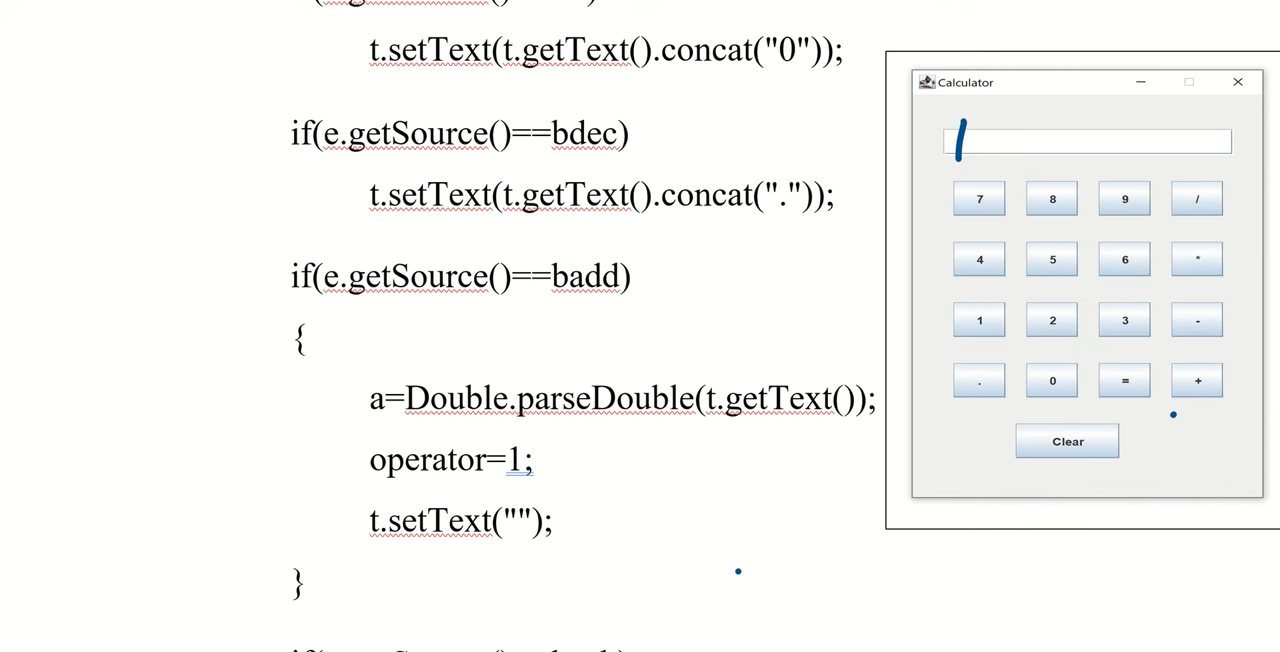 t.setText(t.getText().concat("0"));
if(e.getSource()==bdec)
t.setText(t.getText().concat("."));
if(e.getSource()==badd)
{
a=Double.parseDouble(t.getText());
operator=1;
t.setText("");
}
Calculator
7 8 9 /
4 5 6 *
1 2 3 -
. 0 = +
Clear